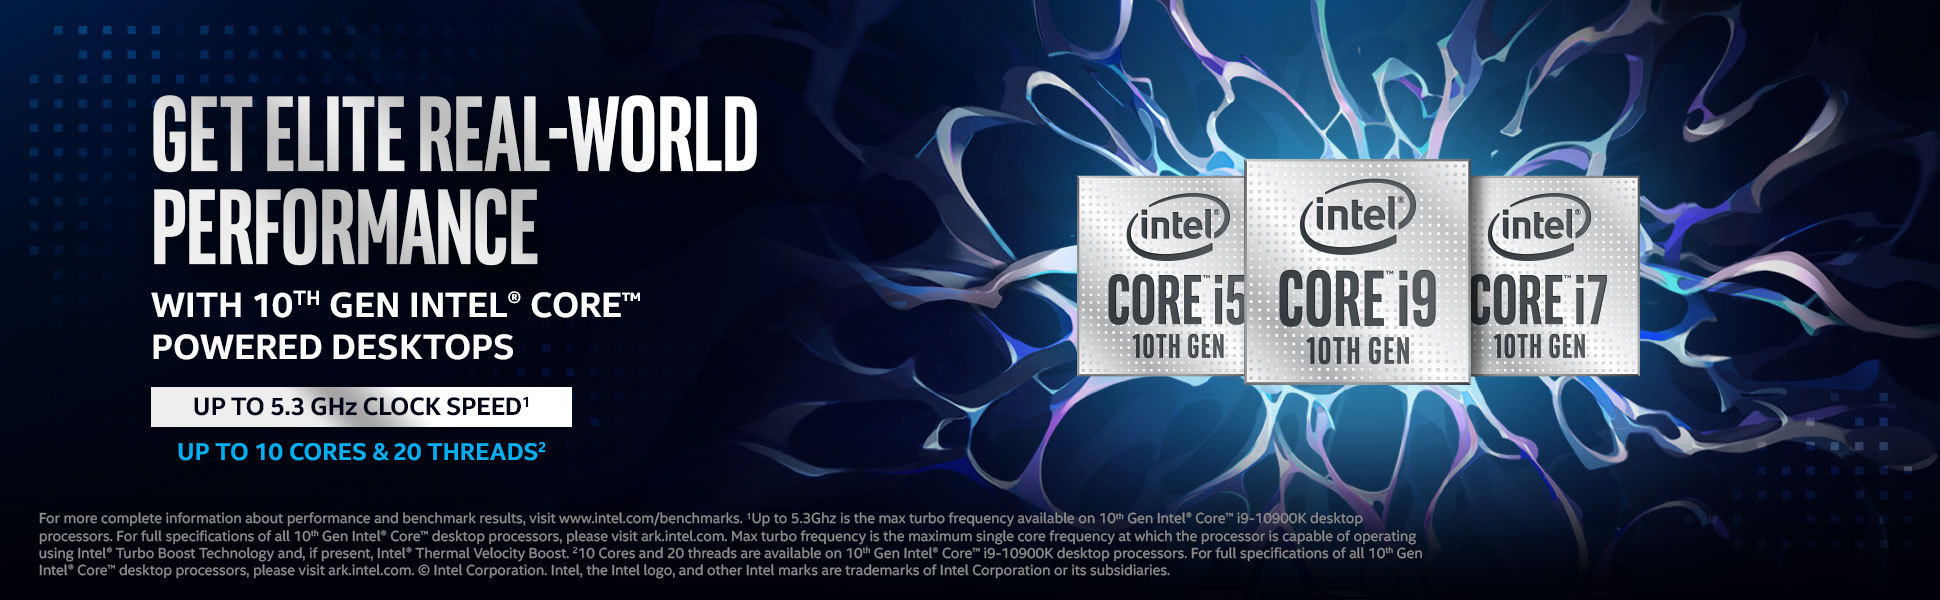 GET ELITE REAL-WORLD
PERFORMANCE
WITH 10TH GEN INTEL® CORE™
POWERED DESKTOPS
UP TO 5.3 GHz CLOCK SPEED¹
UP TO 10 CORES & 20 THREADS²
intel®
CORE™ i5
10TH GEN
intel®
CORE™ i9
10TH GEN
intel®
CORE™ i7
10TH GEN
For more complete information about performance and benchmark results, visit www.intel.com/benchmarks. ¹Up to 5.3Ghz is the max turbo frequency available on 10th Gen Intel® Core™ i9-10900K desktop
processors. For full specifications of all 10th Gen Intel® Core™ desktop processors, please visit ark.intel.com. Max turbo frequency is the maximum single core frequency at which the processor is capable of operating
using Intel® Turbo Boost Technology and, if present, Intel® Thermal Velocity Boost. ²10 Cores and 20 threads are available on 10th Gen Intel® Core™ i9-10900K desktop processors. For full specifications of all 10th Gen
Intel® Core™ desktop processors, please visit ark.intel.com. © Intel Corporation. Intel, the Intel logo, and other Intel marks are trademarks of Intel Corporation or its subsidiaries.